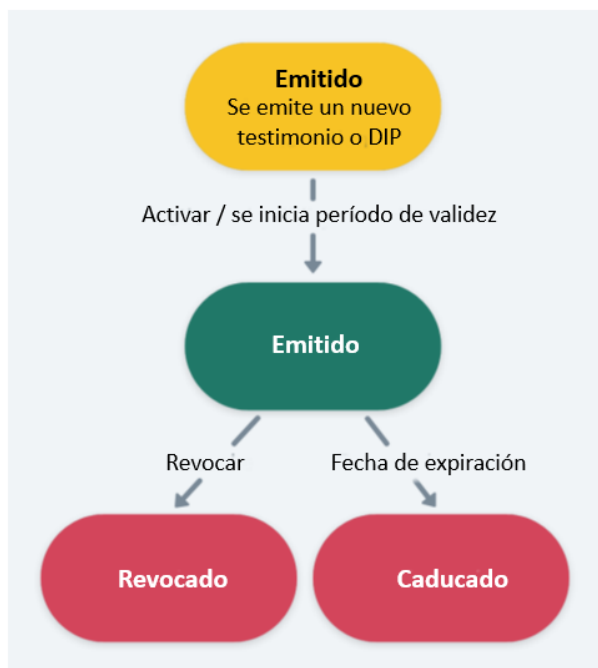 Emitido
Se emite un nuevo
testimonio o DIP
Activar / se inicia período de validez
Emitido
Revocar
Fecha de expiración
Revocado
Caducado